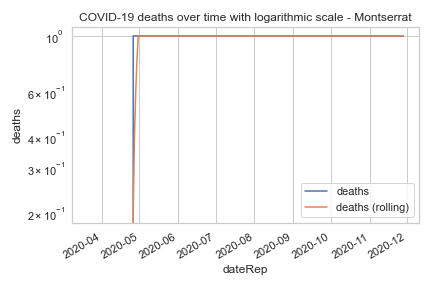 COVID-19 deaths over time with logarithmic scale - Montserrat
10⁰
6 × 10⁻¹
4 × 10⁻¹
3 × 10⁻¹
2 × 10⁻¹
deaths
deaths
deaths (rolling)
2020-04
2020-05
2020-06
2020-07
2020-08
2020-09
2020-10
2020-11
2020-12
dateRep